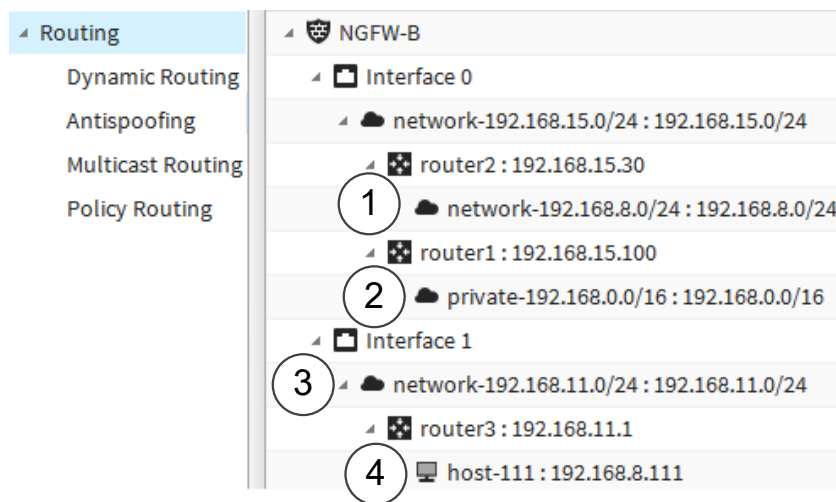 Routing
Dynamic Routing
Antispoofing
Multicast Routing
Policy Routing
NGFW-B
Interface 0
network-192.168.15.0/24 : 192.168.15.0/24
router2 : 192.168.15.30
1 network-192.168.8.0/24 : 192.168.8.0/24
router1 : 192.168.15.100
2 private-192.168.0.0/16 : 192.168.0.0/16
Interface 1
3 network-192.168.11.0/24 : 192.168.11.0/24
router3 : 192.168.11.1
4 host-111 : 192.168.8.111